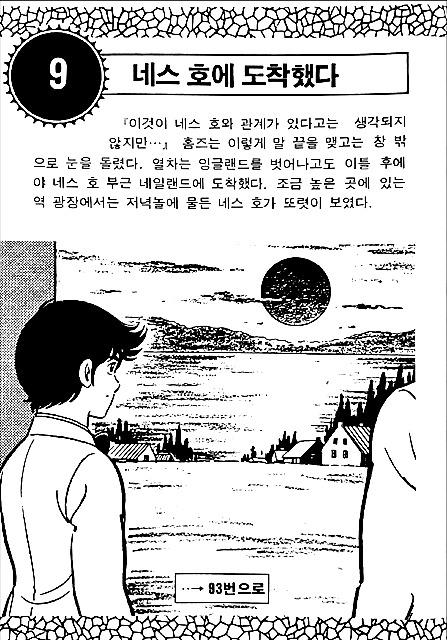 9
네스 호에 도착했다
『이것이 네스 호와 관계가 있다고는 생각되지
않지만…』 홈즈는 이렇게 말 끝을 맺고는 창 밖
으로 눈을 돌렸다. 열차는 잉글랜드를 벗어나고도 이틀 후에
야 네스 호 부근 네일랜드에 도착했다. 조금 높은 곳에 있는
역 광장에서는 저녁놀에 물든 네스 호가 또렷이 보였다.
···→ 93번으로